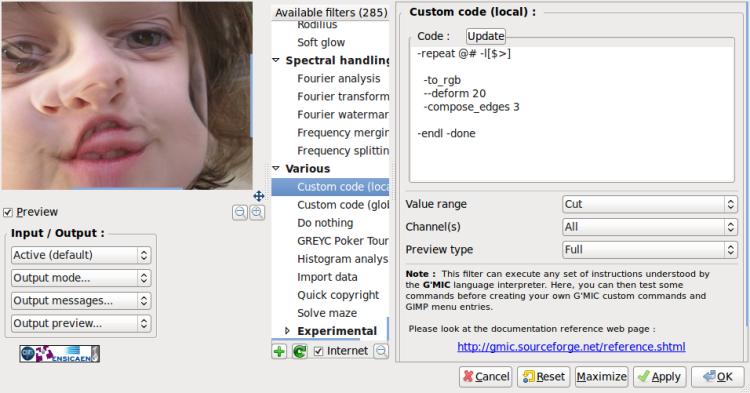 Preview
Input / Output :
Active (default)
Output mode...
Output messages...
Output preview...
ENSICAEN
Available filters (285)
Rodilius
Soft glow
Spectral handling
Fourier analysis
Fourier transform
Fourier watermar
Frequency mergin
Frequency splittin
Various
Custom code (loca
Custom code (glob
Do nothing
GREYC Poker Tour
Histogram analys
Import data
Quick copyright
Solve maze
Experimental
Internet
Custom code (local) :
Code : Update
-repeat @# -l[$>]
-to_rgb
--deform 20
-compose_edges 3
-endl -done
Value range Cut
Channel(s) All
Preview type Full
Note : This filter can execute any set of instructions understood by
the G'MIC language interpreter. Here, you can then test some
commands before creating your own G'MIC custom commands and
GIMP menu entries.
Please look at the documentation reference web page :
http://gmic.sourceforge.net/reference.shtml
Cancel Reset Maximize Apply OK